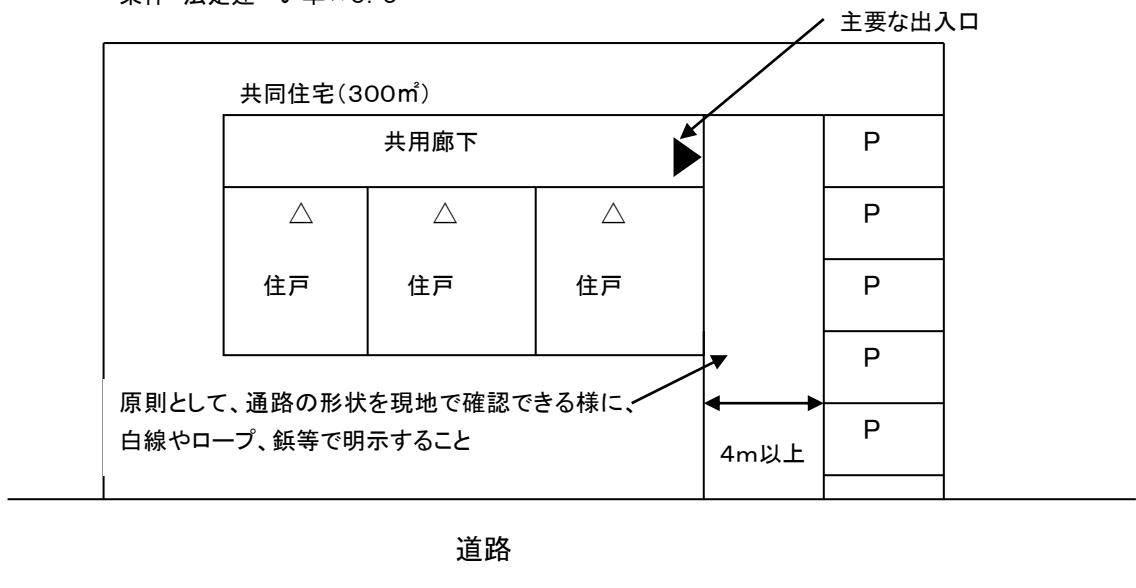 主要な出入口
共同住宅(300㎡)
共用廊下
P
△ △ △ P
住戸 住戸 住戸 P
P
原則として、通路の形状を現地で確認できる様に、
白線やロープ、鋲等で明示すること
P
4m以上
道路